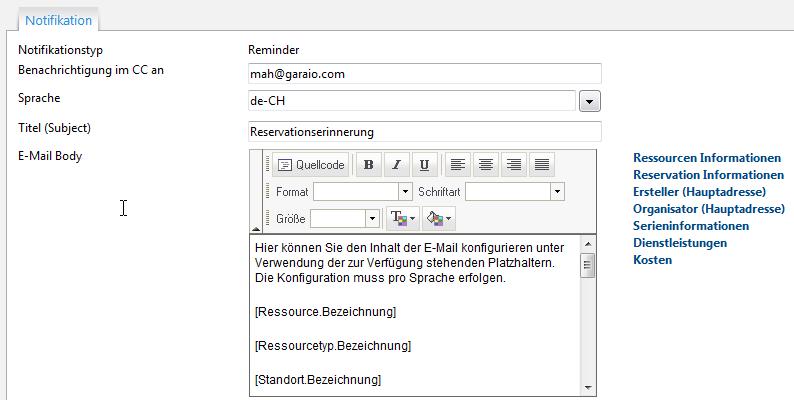 Notifikation
Notifikationstyp Reminder
Benachrichtigung im CC an mah@garaio.com
Sprache de-CH
Titel (Subject) Reservationserinnerung
E-Mail Body
Quellcode B I U
Format Schriftart
Größe T
Hier können Sie den Inhalt der E-Mail konfigurieren unter
Verwendung der zur Verfügung stehenden Platzhaltern.
Die Konfiguration muss pro Sprache erfolgen.
[Ressource.Bezeichnung]
[Ressourcetyp.Bezeichnung]
[Standort.Bezeichnung]
Ressourcen Informationen
Reservation Informationen
Ersteller (Hauptadresse)
Organisator (Hauptadresse)
Serieninformationen
Dienstleistungen
Kosten